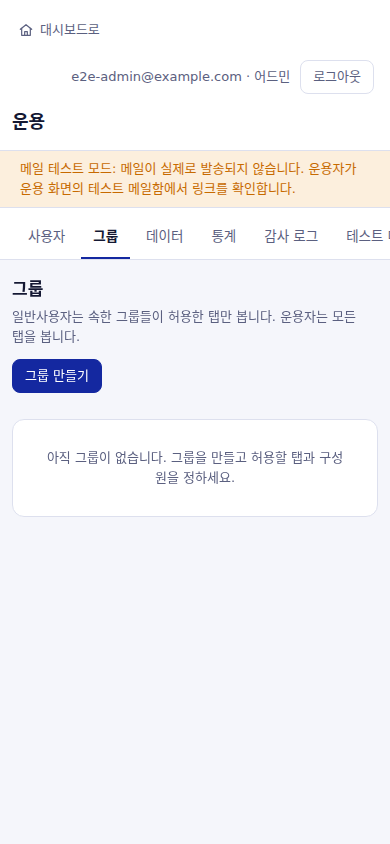 대시보드로
e2e-admin@example.com · 어드민
로그아웃
운용
메일 테스트 모드: 메일이 실제로 발송되지 않습니다. 운용자가
운용 화면의 테스트 메일함에서 링크를 확인합니다.
사용자
그룹
데이터
통계
감사 로그
테스트
그룹
일반사용자는 속한 그룹들이 허용한 탭만 봅니다. 운용자는 모든
탭을 봅니다.
그룹 만들기
아직 그룹이 없습니다. 그룹을 만들고 허용할 탭과 구성
원을 정하세요.